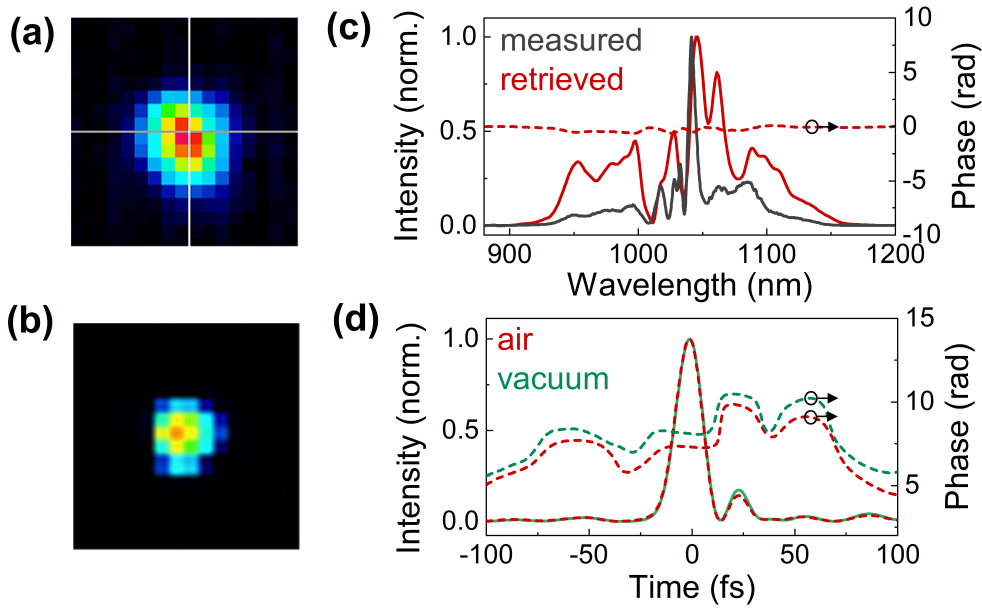 (a)
(b)
(c)
measured
retrieved
Intensity (norm.)
1.0
0.5
0.0
10
5
0
-5
-10
Phase (rad)
900 1000 1100 1200
Wavelength (nm)
(d)
air
vacuum
Intensity (norm.)
1.0
0.5
0.0
15
10
5
Phase (rad)
-100 -50 0 50 100
Time (fs)